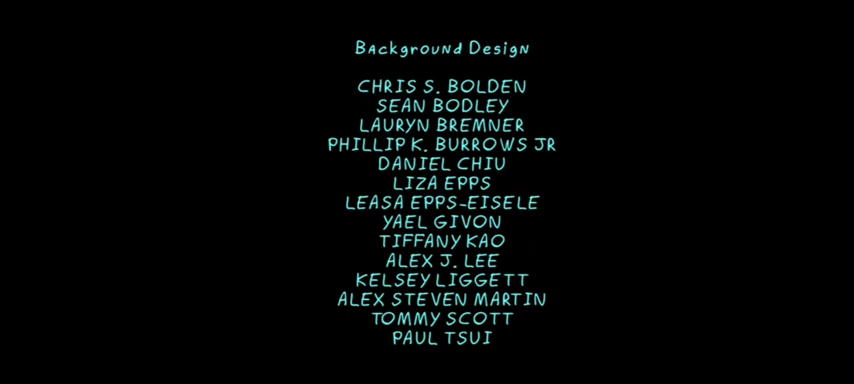 Background Design
CHRIS S. BOLDEN
SEAN BODLEY
LAURYN BREMNER
PHILLIP K. BURROWS JR
DANIEL CHIU
LIZA EPPS
LEASA EPPS-EISELE
YAEL GIVON
TIFFANY KAO
ALEX J. LEE
KELSEY LIGGETT
ALEX STEVEN MARTIN
TOMMY SCOTT
PAUL TSUI